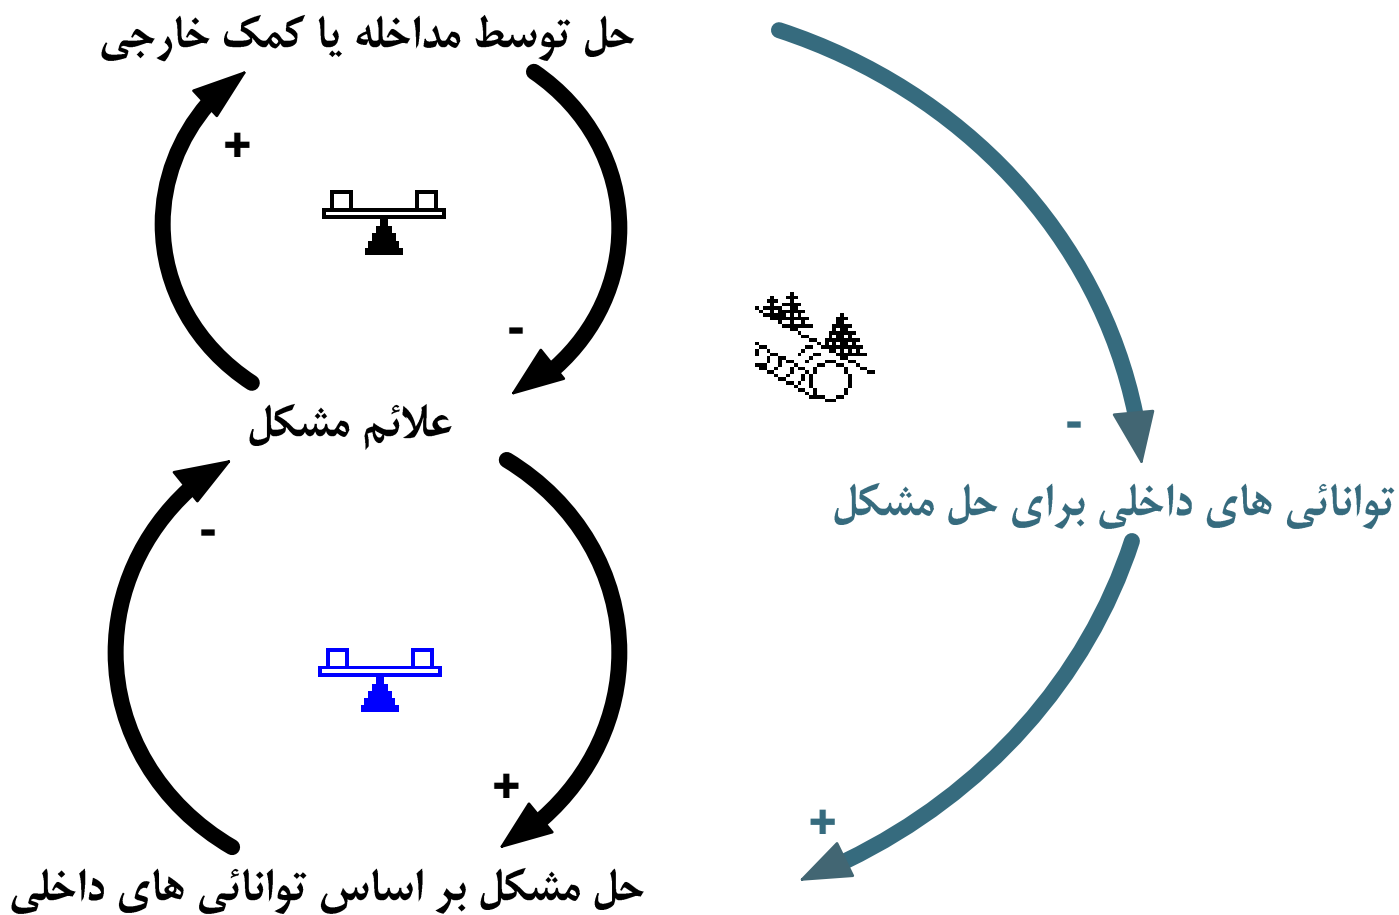 حل توسط مداخله یا کمک خارجی
+
-
علائم مشکل
-
توانائی های داخلی برای حل مشکل
-
+
+
حل مشکل بر اساس توانائی های داخلی